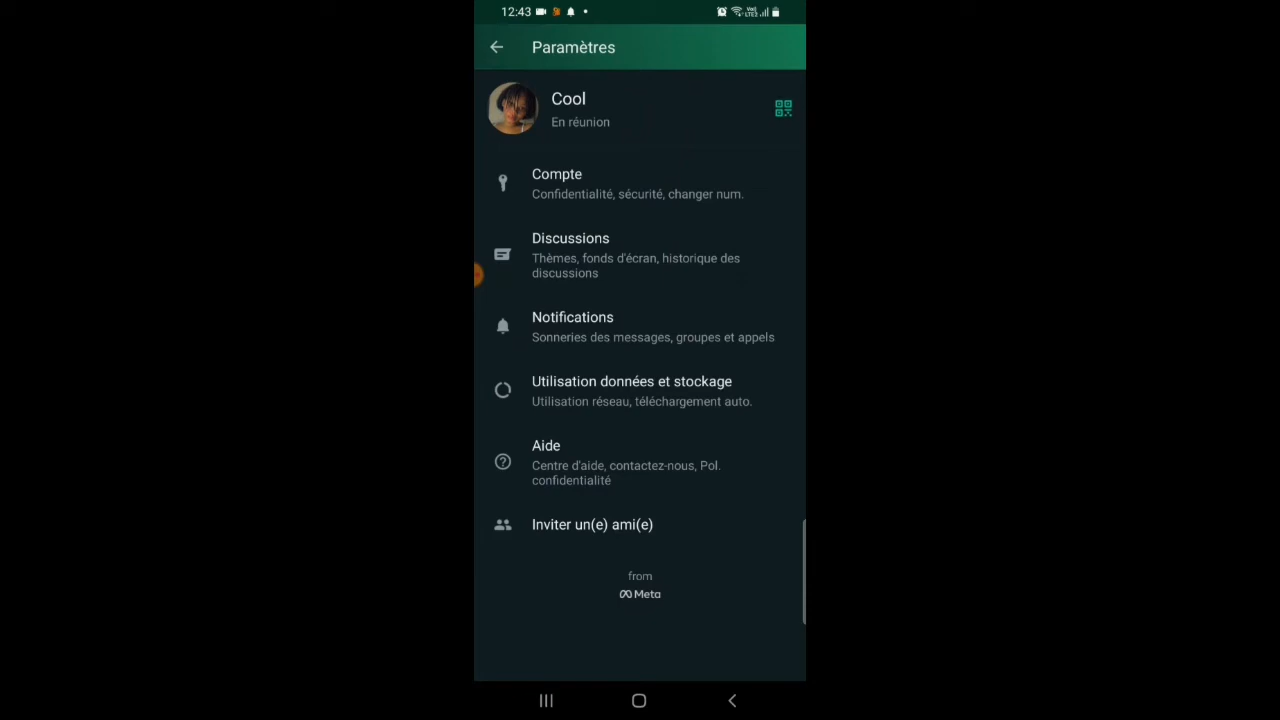 12:43
Vo)) LTE2
Paramètres
Cool
En réunion
Compte
Confidentialité, sécurité, changer num.
Discussions
Thèmes, fonds d'écran, historique des
discussions
Notifications
Sonneries des messages, groupes et appels
Utilisation données et stockage
Utilisation réseau, téléchargement auto.
Aide
Centre d'aide, contactez-nous, Pol.
confidentialité
Inviter un(e) ami(e)
from
Meta